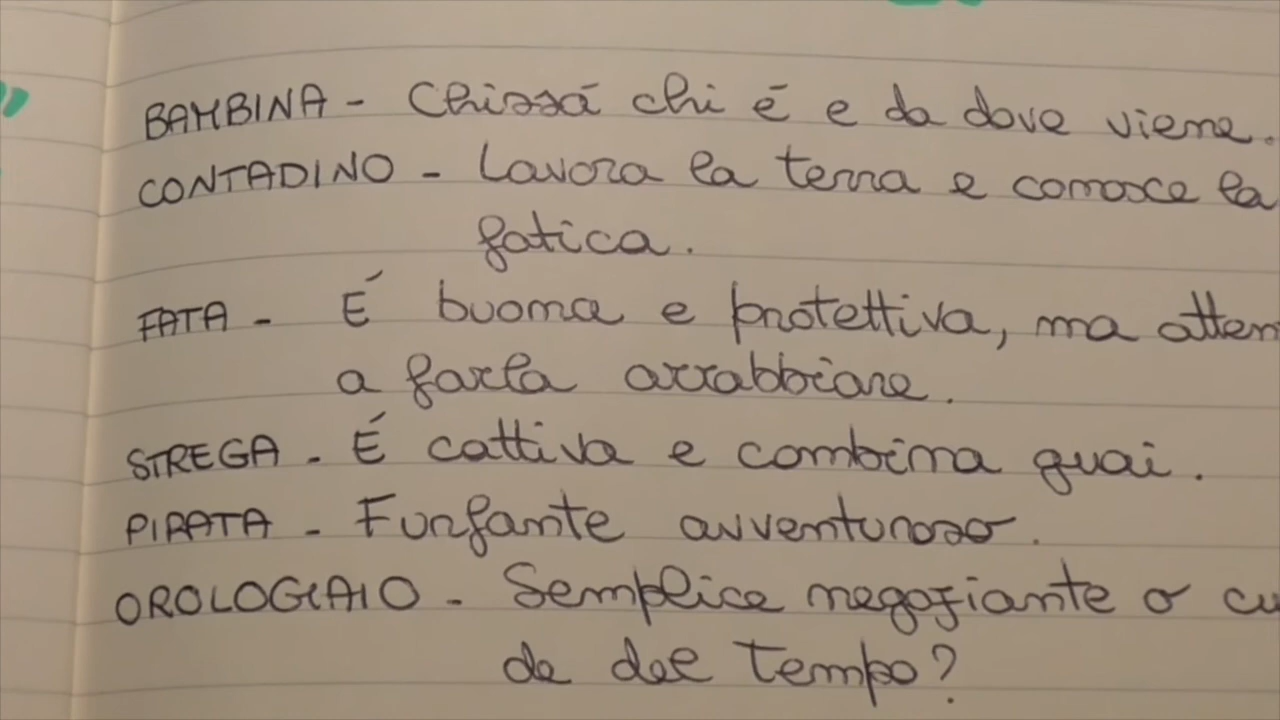 BAMBINA - Chissá chi é e da dove viene.
CONTADINO - Lavora la terra e conosce la
fatica.
FATA - É buona e protettiva, ma atten
a farla arrabbiare.
STREGA - É cattiva e combina guai.
PIRATA - Furfante avventuroso.
OROLOGIAIO - Semplice negoziante o cu
de del tempo?